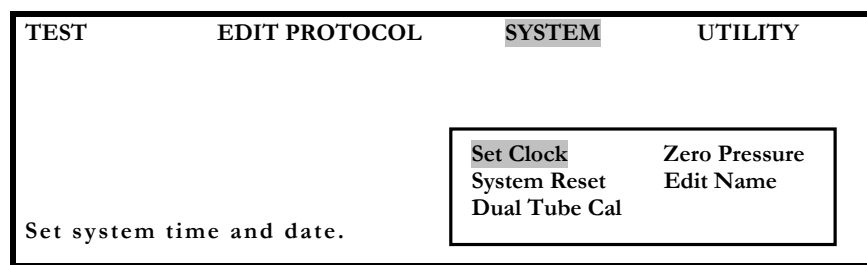 TEST EDIT PROTOCOL SYSTEM UTILITY
Set Clock Zero Pressure
System Reset Edit Name
Dual Tube Cal
Set system time and date.